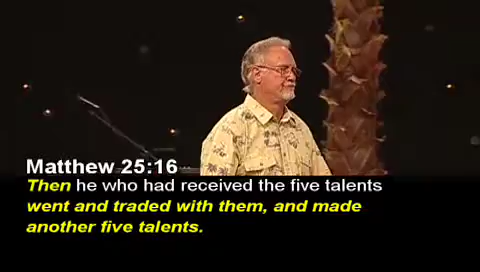 Matthew 25:16
Then he who had received the five talents
went and traded with them, and made
another five talents.